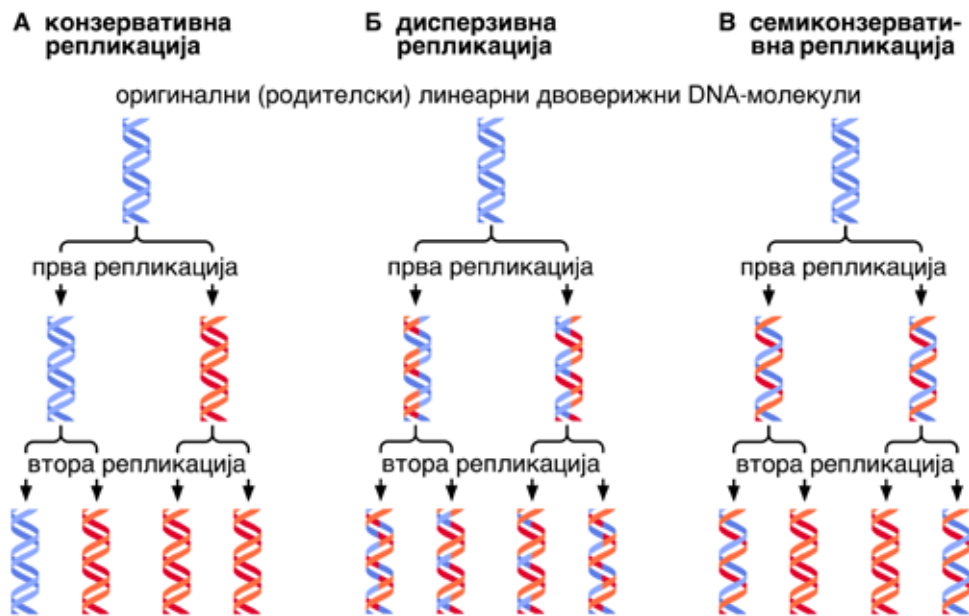 А конзервативна
репликација
Б дисперзивна
репликација
В семиконзервати-
вна репликација
оригинални (родителски) линеарни двоверижни DNA-молекули
прва репликација
прва репликација
прва репликација
втора репликација
втора репликација
втора репликација